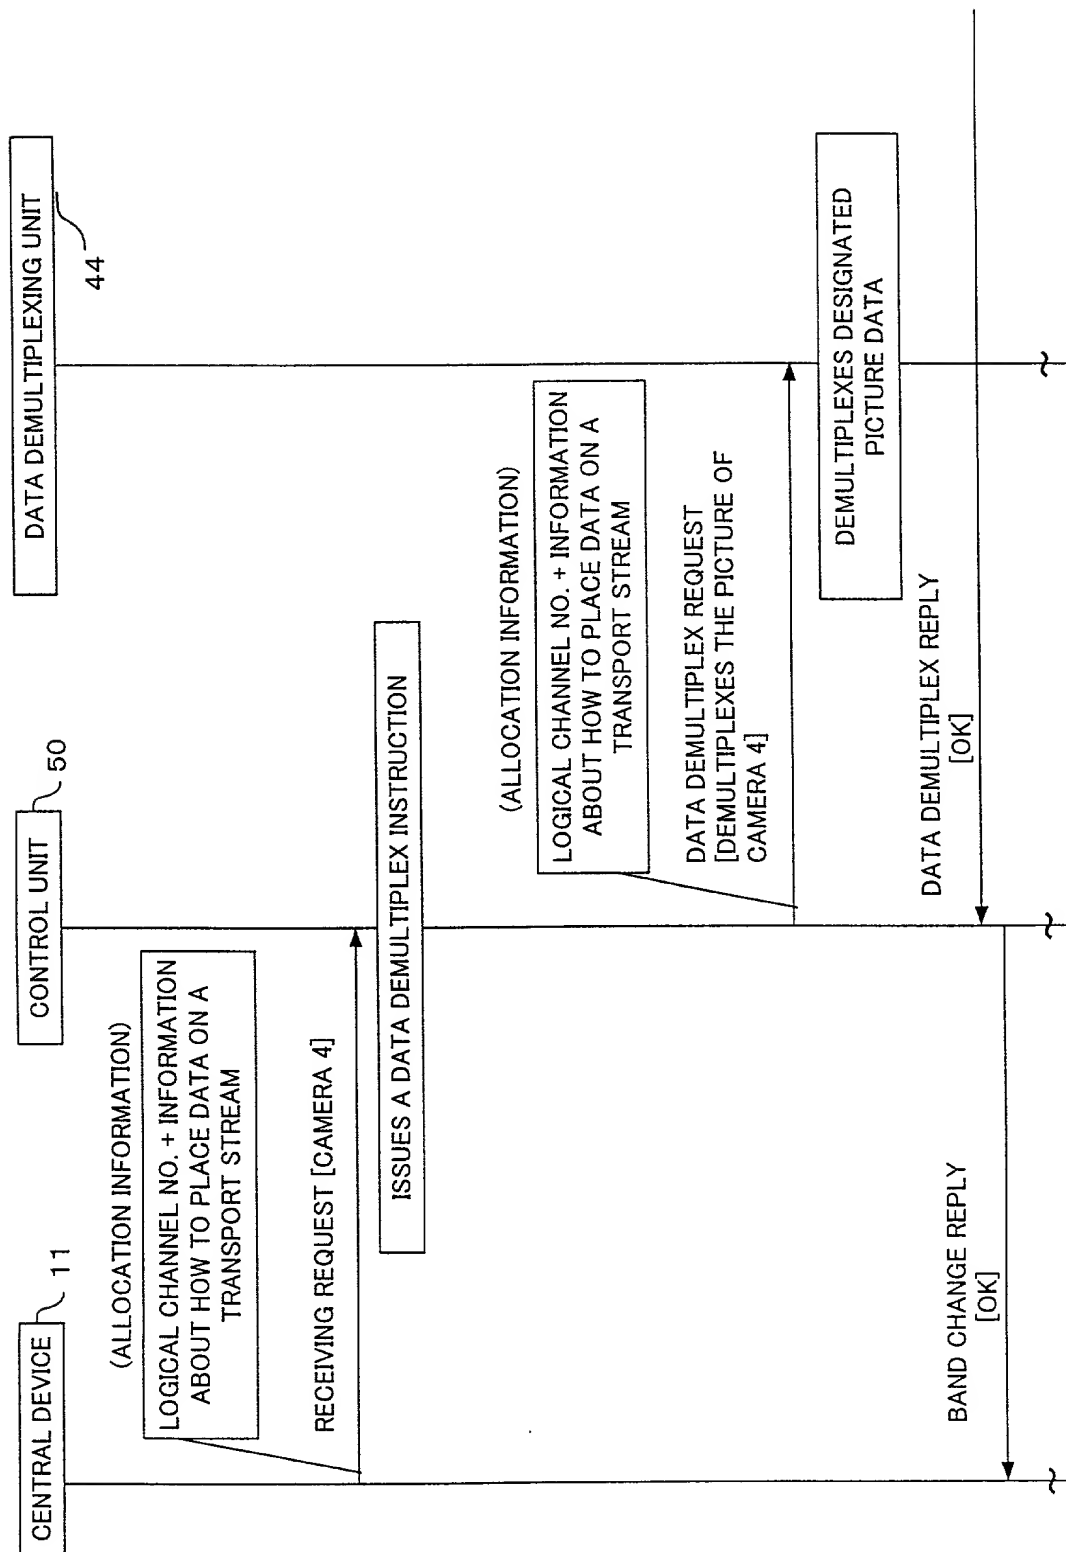 CENTRAL DEVICE
11
CONTROL UNIT
50
DATA DEMULTIPLEXING UNIT
44
(ALLOCATION INFORMATION)
LOGICAL CHANNEL NO. + INFORMATION
ABOUT HOW TO PLACE DATA ON A
TRANSPORT STREAM
RECEIVING REQUEST [CAMERA 4]
ISSUES A DATA DEMULTIPLEX INSTRUCTION
(ALLOCATION INFORMATION)
LOGICAL CHANNEL NO. + INFORMATION
ABOUT HOW TO PLACE DATA ON A
TRANSPORT STREAM
DATA DEMULTIPLEX REQUEST
[DEMULTIPLEXES THE PICTURE OF
CAMERA 4]
DEMULTIPLEXES DESIGNATED
PICTURE DATA
DATA DEMULTIPLEX REPLY
[OK]
BAND CHANGE REPLY
[OK]